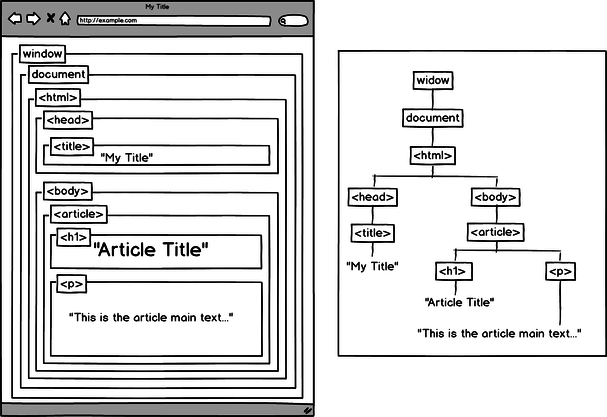 My Title
http://example.com
window
document
<html>
<head>
<title>
"My Title"
<body>
<article>
<h1>
"Article Title"
<p>
"This is the article main text..."
widow
document
<html>
<head> <body>
<title> <article>
"My Title" <h1> <p>
"Article Title"
"This is the article main text..."